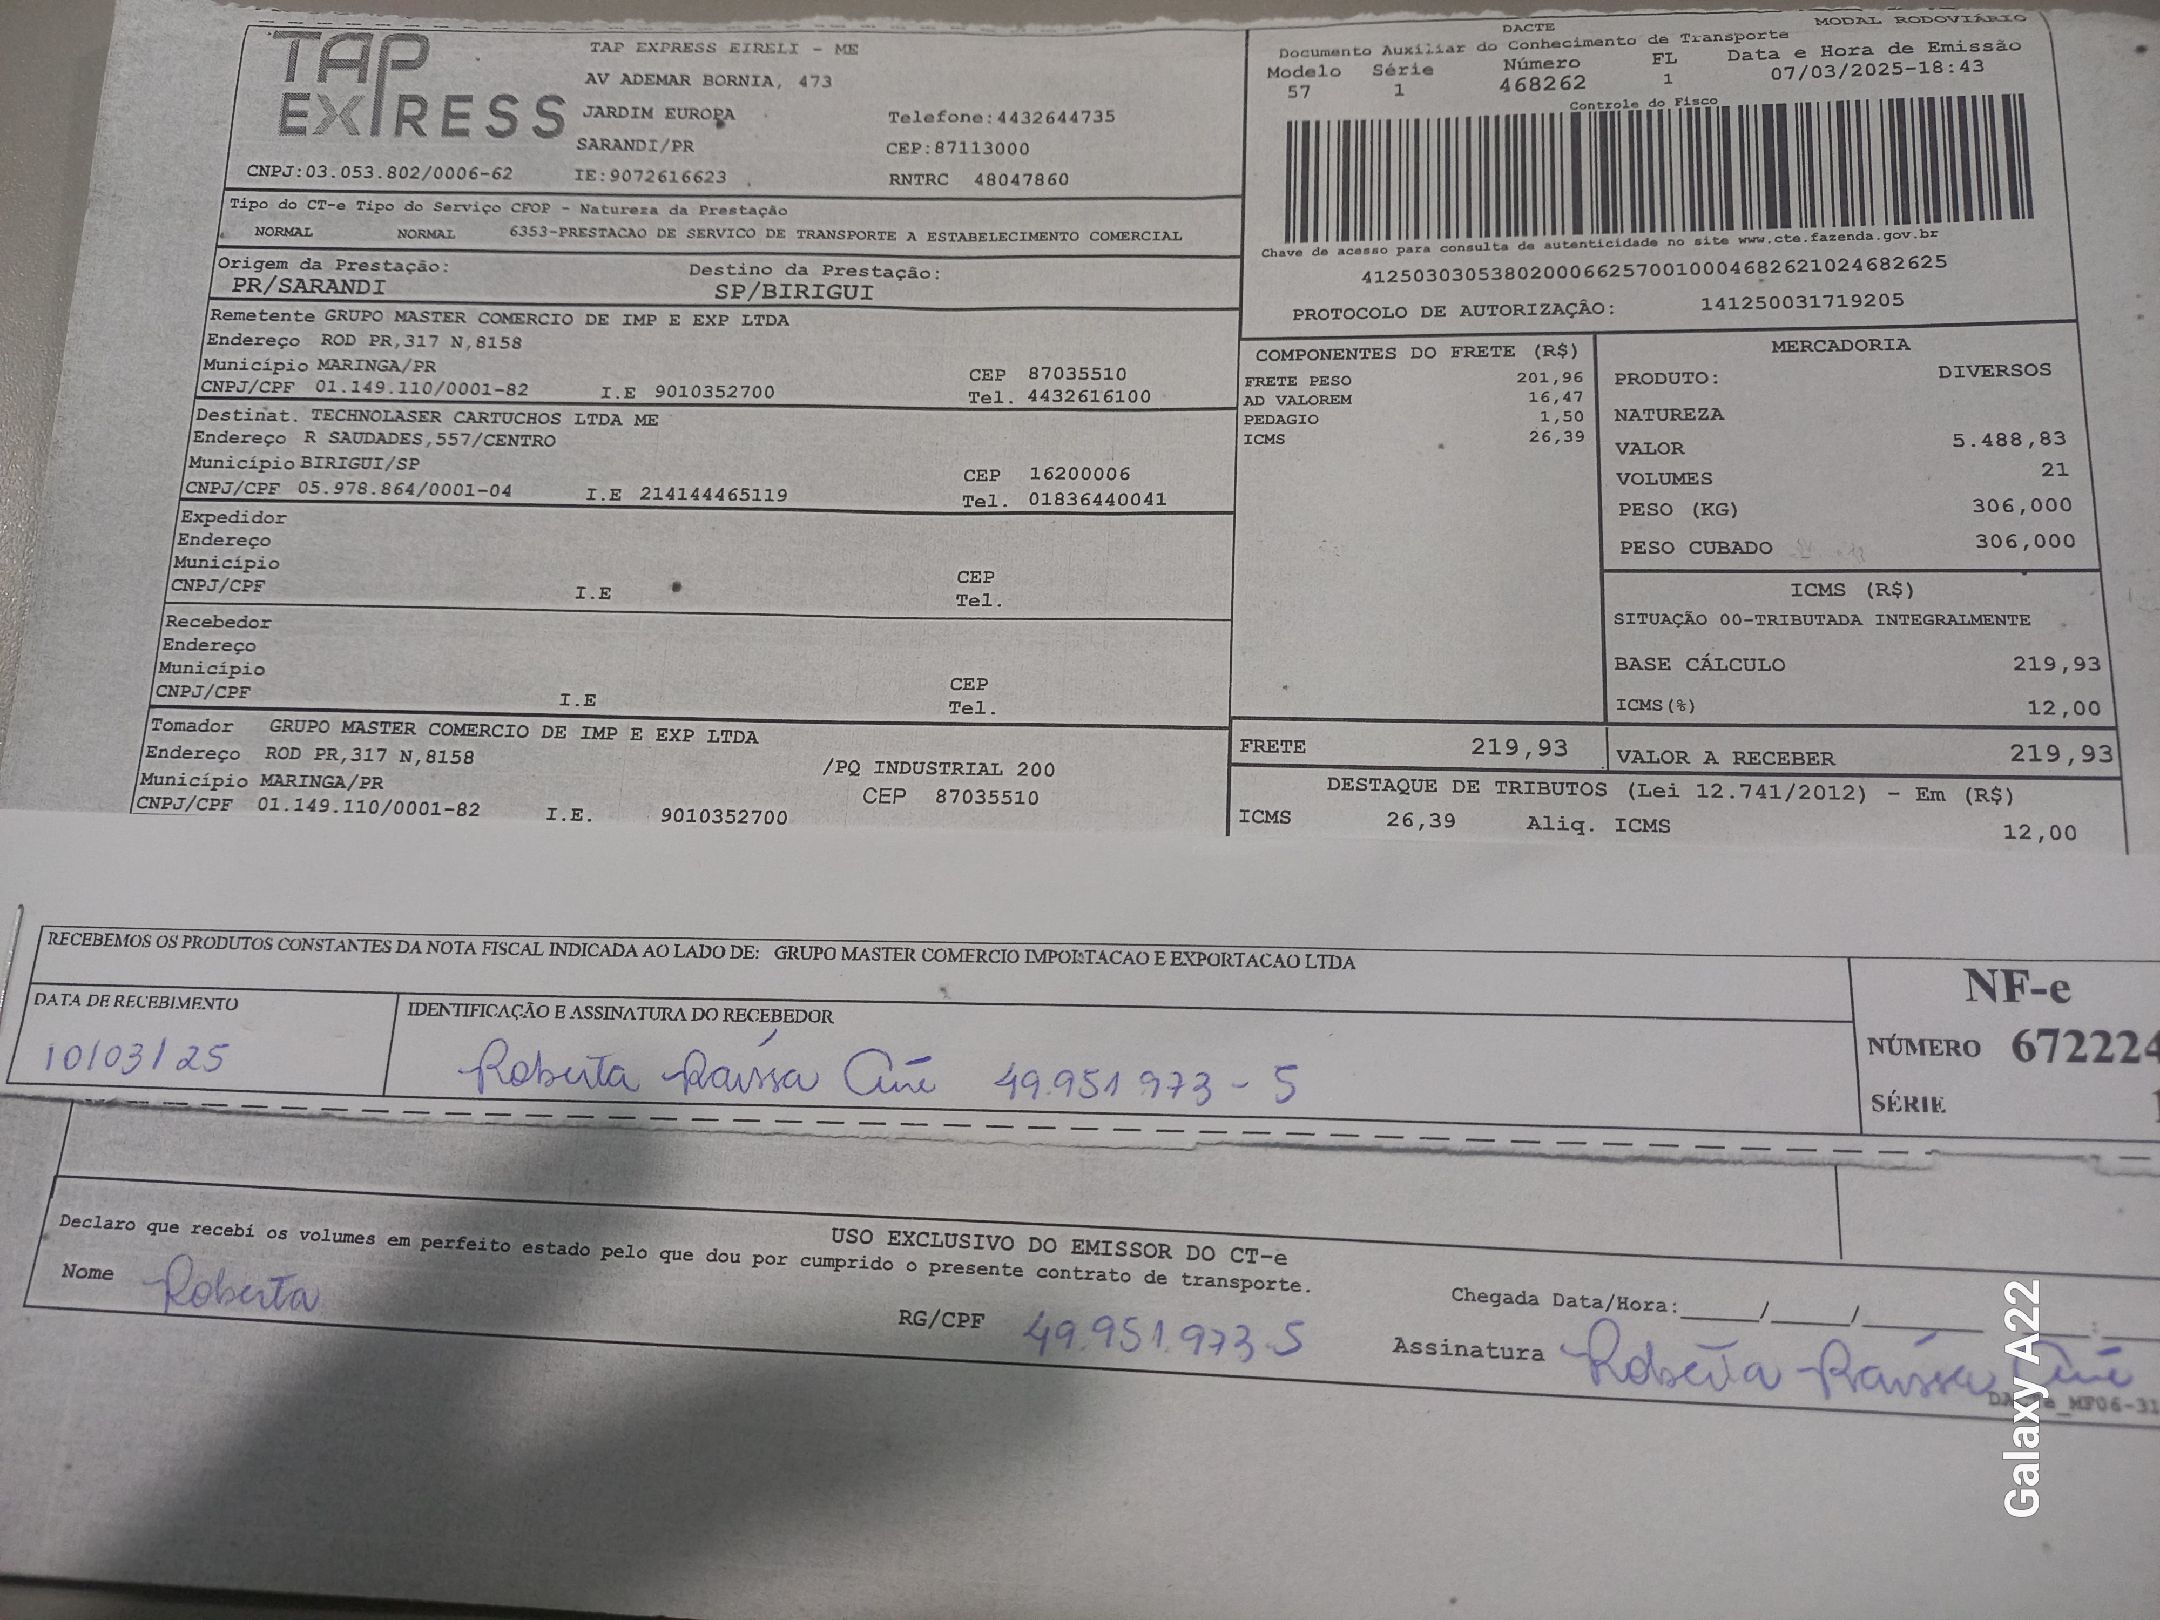 TAP EXPRESS
TAP EXPRESS EIRELI - ME
AV ADEMAR BORNIA, 473
JARDIM EUROPA Telefone:4432644735
SARANDI/PR CEP:87113000
CNPJ:03.053.802/0006-62 IE:9072616623 RNTRC 48047860
DACTE MODAL RODOVIÁRIO
Documento Auxiliar do Conhecimento de Transporte
Modelo Série Número FL Data e Hora de Emissão
57 1 468262 1 07/03/2025-18:43
Controle do Fisco
Chave de acesso para consulta de autenticidade no site www.cte.fazenda.gov.br
41250303053802000662570010004682621024682625
PROTOCOLO DE AUTORIZAÇÃO: 141250031719205
Tipo do CT-e Tipo do Serviço CFOP - Natureza da Prestação
NORMAL NORMAL 6353-PRESTACAO DE SERVICO DE TRANSPORTE A ESTABELECIMENTO COMERCIAL
Origem da Prestação: Destino da Prestação:
PR/SARANDI SP/BIRIGUI
Remetente GRUPO MASTER COMERCIO DE IMP E EXP LTDA
Endereço ROD PR,317 N,8158
Município MARINGA/PR CEP 87035510
CNPJ/CPF 01.149.110/0001-82 I.E 9010352700 Tel. 4432616100
Destinat. TECHNOLASER CARTUCHOS LTDA ME
Endereço R SAUDADES,557/CENTRO
Município BIRIGUI/SP CEP 16200006
CNPJ/CPF 05.978.864/0001-04 I.E 214144465119 Tel. 01836440041
Expedidor
Endereço
Município CEP
CNPJ/CPF I.E Tel.
Recebedor
Endereço
Município CEP
CNPJ/CPF I.E Tel.
Tomador GRUPO MASTER COMERCIO DE IMP E EXP LTDA
Endereço ROD PR,317 N,8158 /PQ INDUSTRIAL 200
Município MARINGA/PR CEP 87035510
CNPJ/CPF 01.149.110/0001-82 I.E. 9010352700
COMPONENTES DO FRETE (R$)
FRETE PESO 201,96
AD VALOREM 16,47
PEDAGIO 1,50
ICMS 26,39
MERCADORIA
PRODUTO: DIVERSOS
NATUREZA
VALOR 5.488,83
VOLUMES 21
PESO (KG) 306,000
PESO CUBADO 306,000
ICMS (R$)
SITUAÇÃO 00-TRIBUTADA INTEGRALMENTE
BASE CÁLCULO 219,93
ICMS(%) 12,00
FRETE 219,93 VALOR A RECEBER 219,93
DESTAQUE DE TRIBUTOS (Lei 12.741/2012) - Em (R$)
ICMS 26,39 Aliq. ICMS 12,00
RECEBEMOS OS PRODUTOS CONSTANTES DA NOTA FISCAL INDICADA AO LADO DE: GRUPO MASTER COMERCIO IMPORTACAO E EXPORTACAO LTDA
NF-e
NÚMERO 672224
SÉRIE 1
DATA DE RECEBIMENTO IDENTIFICAÇÃO E ASSINATURA DO RECEBEDOR
10/03/25 Roberta Raíssa 49.951.973-5
USO EXCLUSIVO DO EMISSOR DO CT-e
Declaro que recebi os volumes em perfeito estado pelo que dou por cumprido o presente contrato de transporte.
Nome Roberta RG/CPF 49.951.973-5
Chegada Data/Hora:_____/_____/_______ ___:___
Assinatura Roberta Raíssa
Galaxy A22